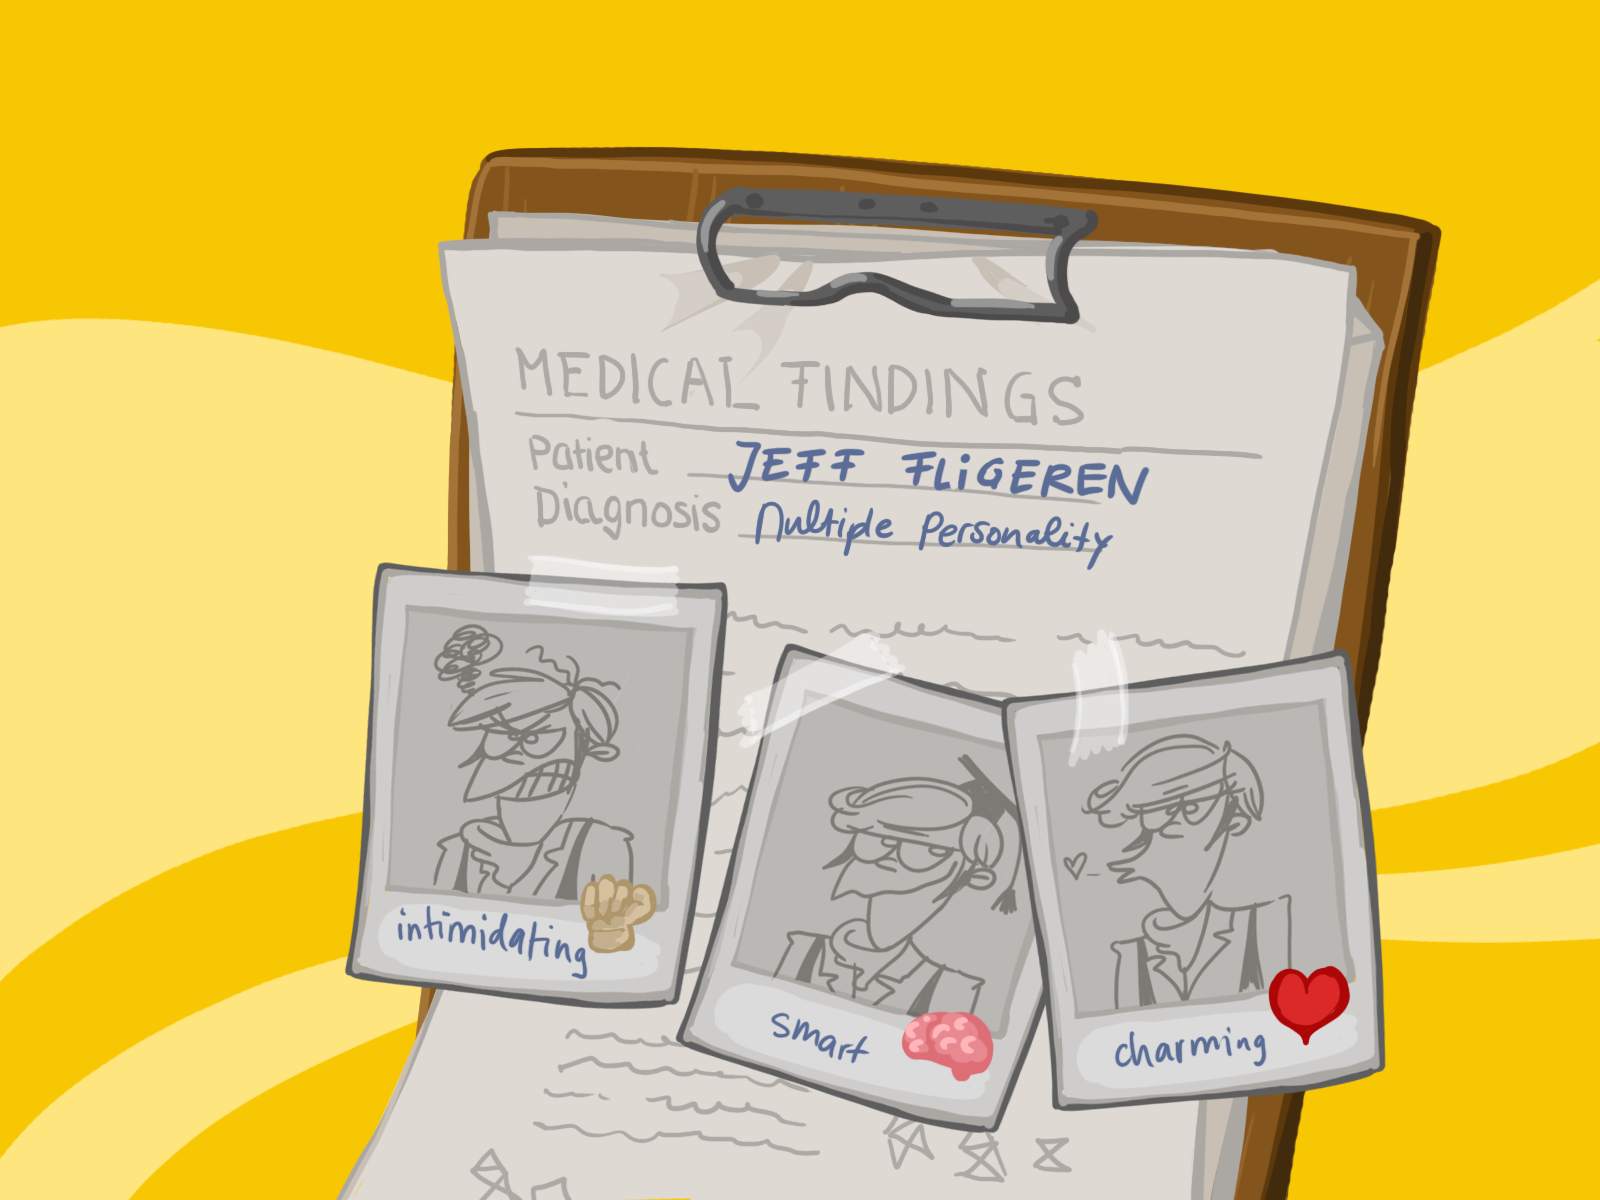 MEDICAL FINDINGS
Patient JEFF FLiGEREN
Diagnosis Multiple Personality
intimidating
smart
charming